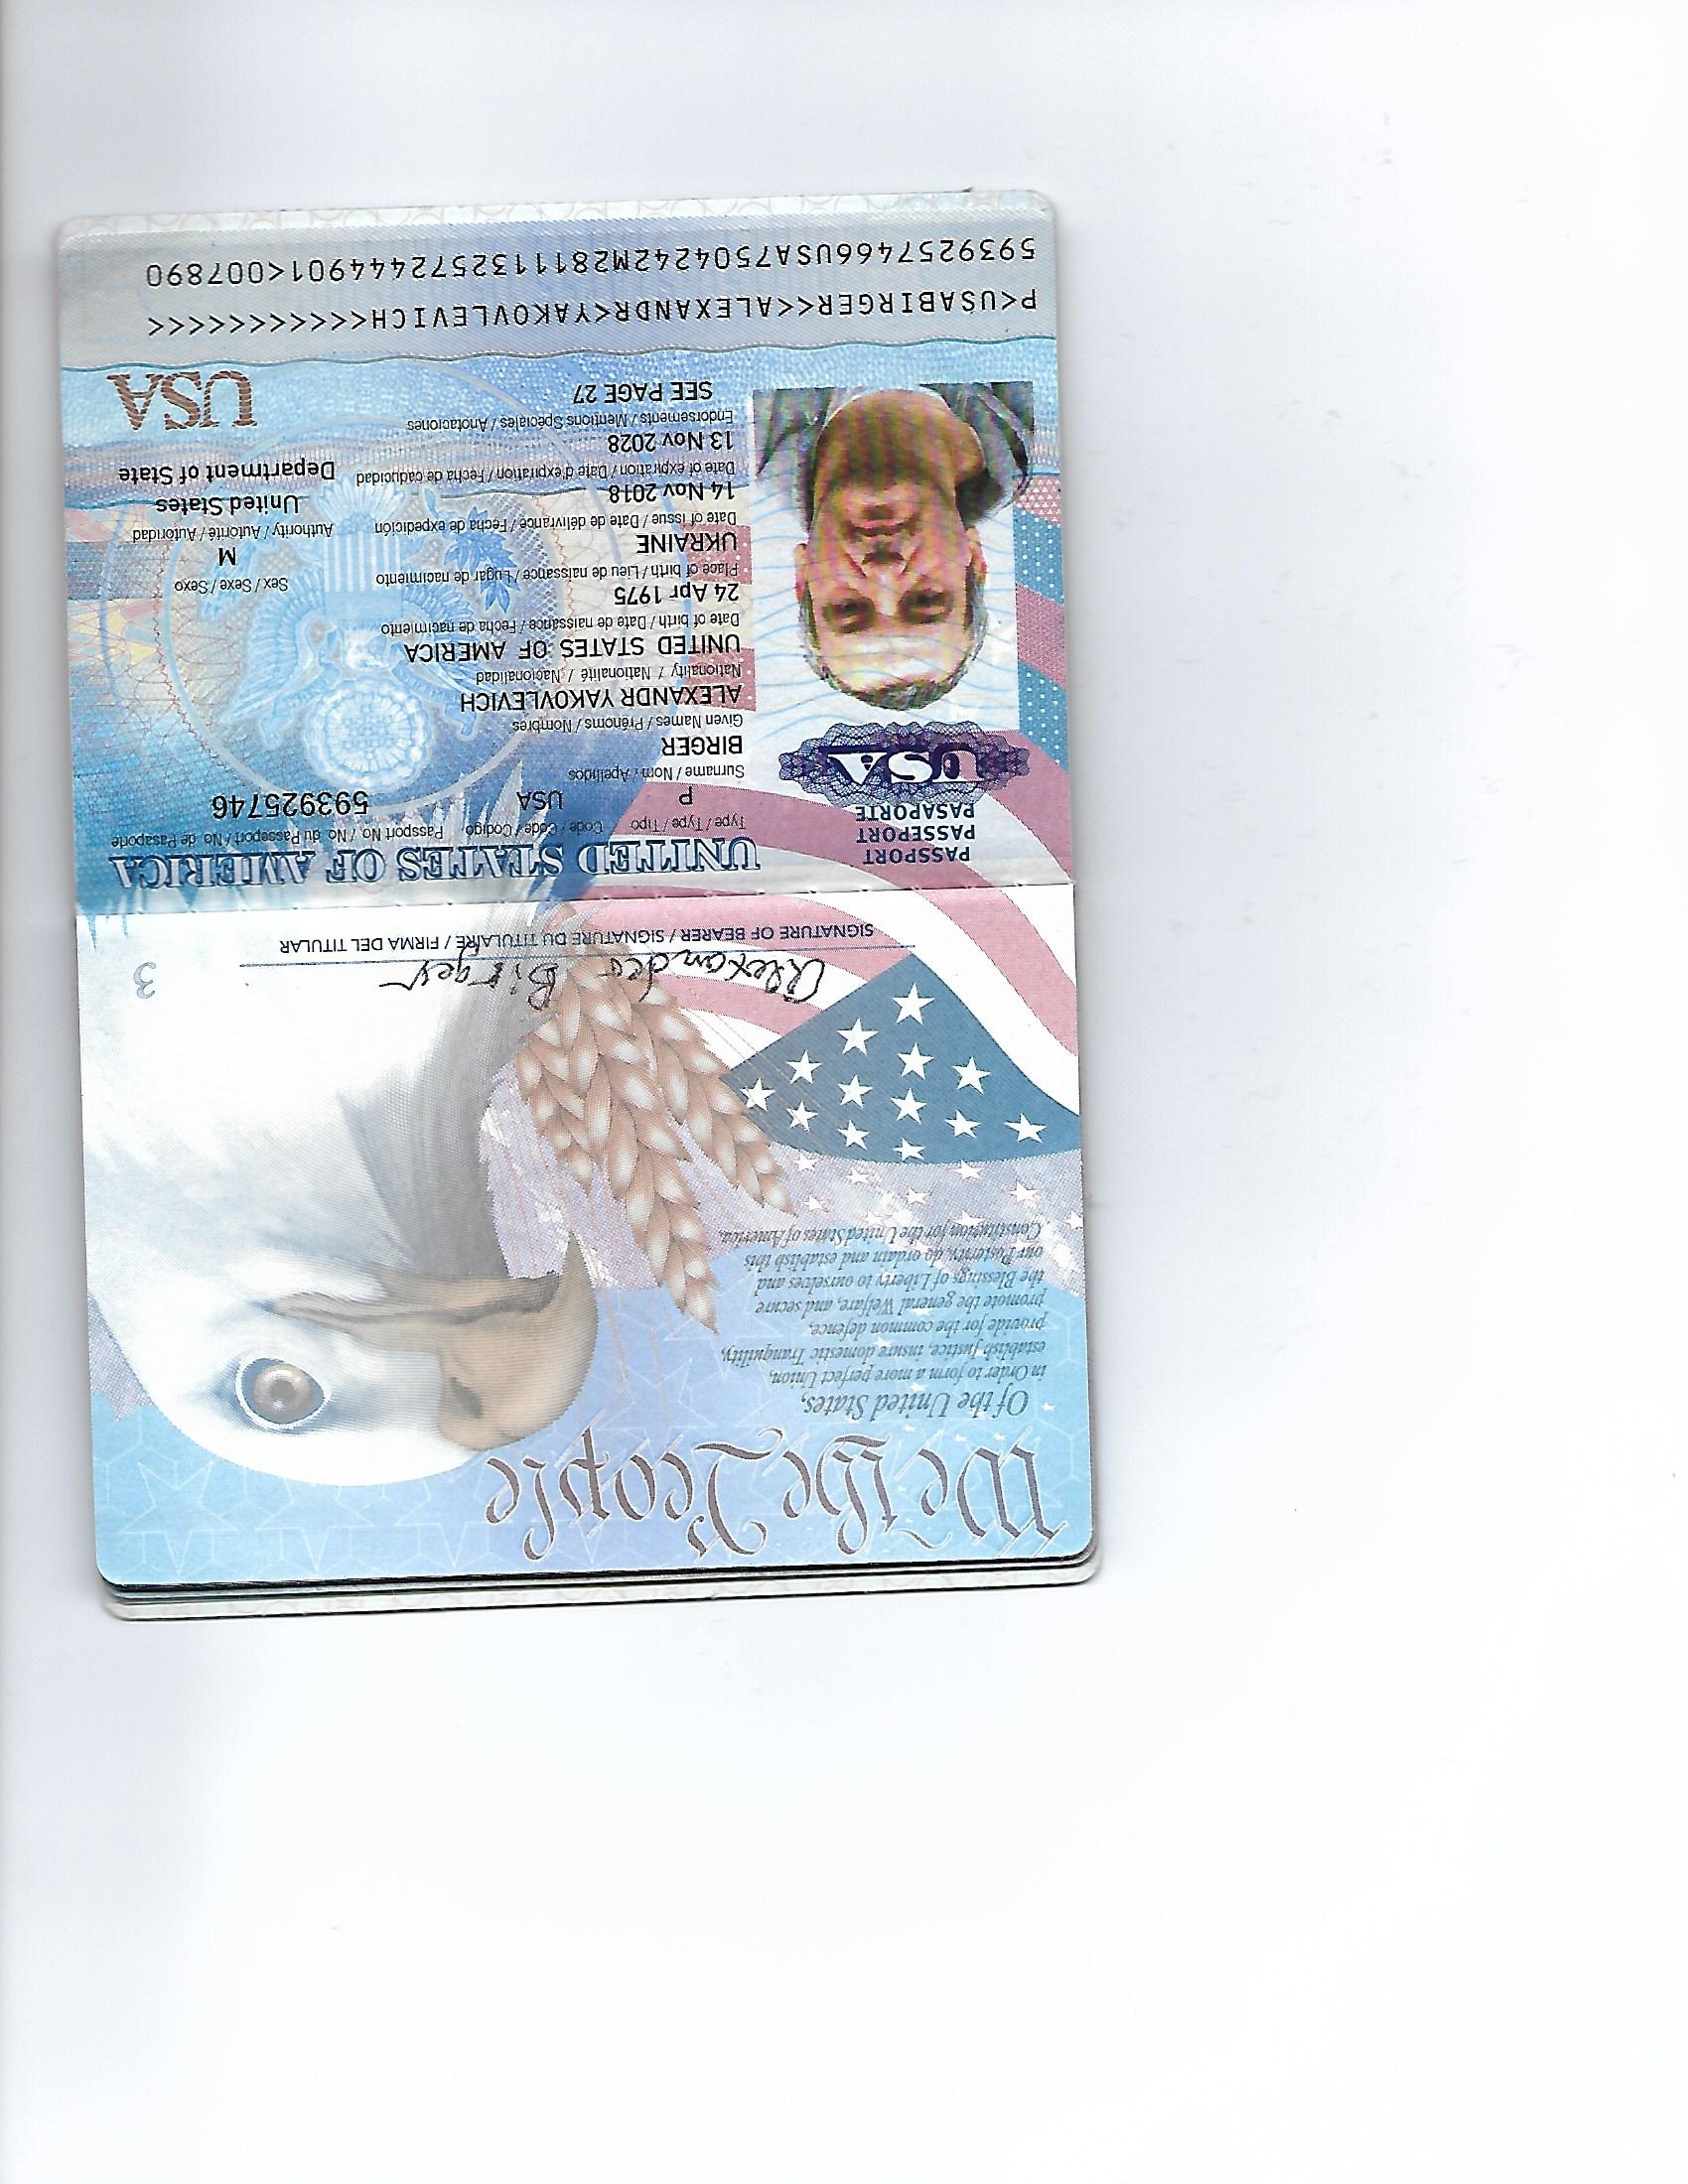 We the People
Of the United States,
in Order to form a more perfect Union,
establish Justice, insure domestic Tranquility,
provide for the common defence,
promote the general Welfare, and secure
the Blessings of Liberty to ourselves and
our Posterity, do ordain and establish this
Constitution for the United States of America.
Alexander Birger
SIGNATURE OF BEARER / SIGNATURE DU TITULAIRE / FIRMA DEL TITULAR
3
PASSPORT
PASSEPORT
PASAPORTE
USA
UNITED STATES OF AMERICA
Type / Type / Tipo Code / Code / Codigo Passport No / No. du Passeport / No. de Pasaporte
P USA 593925746
Surname / Nom / Apellidos
BIRGER
Given Names / Prénoms / Nombres
ALEXANDR YAKOVLEVICH
Nationality / Nationalité / Nacionalidad
UNITED STATES OF AMERICA
Date of birth / Date de naissance / Fecha de nacimiento
24 Apr 1975
Place of birth / Lieu de naissance / Lugar de nacimiento Sex / Sexe / Sexo
UKRAINE M
Date of issue / Date de délivrance / Fecha de expedición Authority / Autorité / Autoridad
14 Nov 2018 United States
Date of expiration / Date d'expiration / Fecha de caducidad Department of State
13 Nov 2028
Endorsements / Mentions Spéciales / Anotaciones
SEE PAGE 27
USA
P<USABIRGER<<ALEXANDR<YAKOVLEVICH<<<<<<<<<<<
5939257466USA7504242M2811132572444901<007890